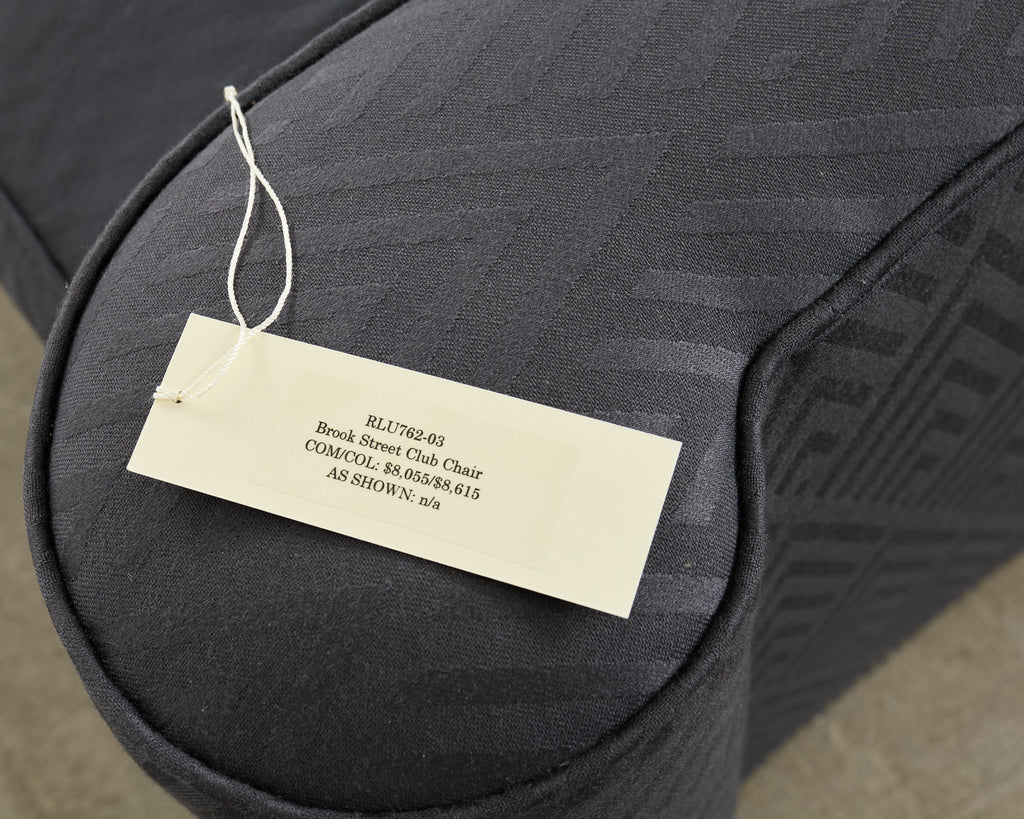 RLU762-03
Brook Street Club Chair
COM/COL: $8,055/$8,615
AS SHOWN: n/a